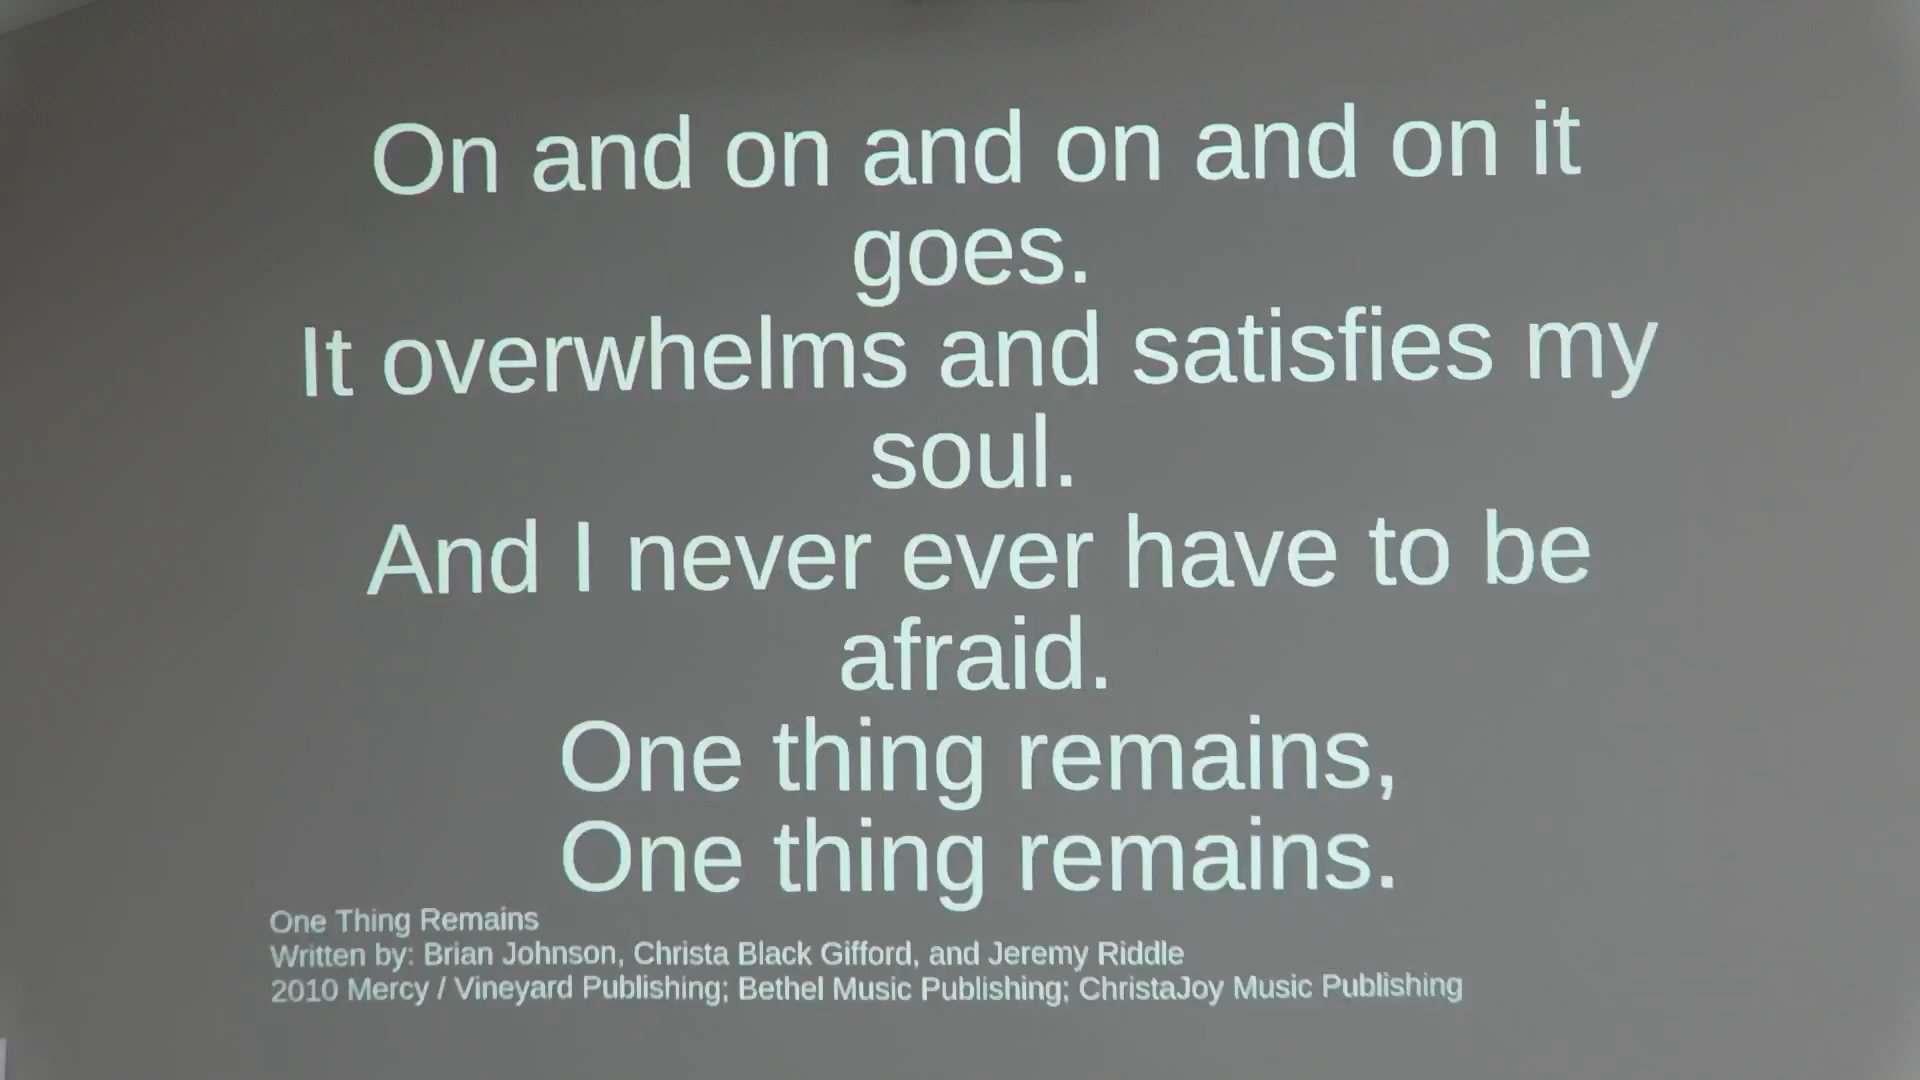 On and on and on and on it
goes.
It overwhelms and satisfies my
soul.
And I never ever have to be
afraid.
One thing remains,
One thing remains.
One Thing Remains
Written by: Brian Johnson, Christa Black Gifford, and Jeremy Riddle
2010 Mercy / Vineyard Publishing; Bethel Music Publishing; ChristaJoy Music Publishing